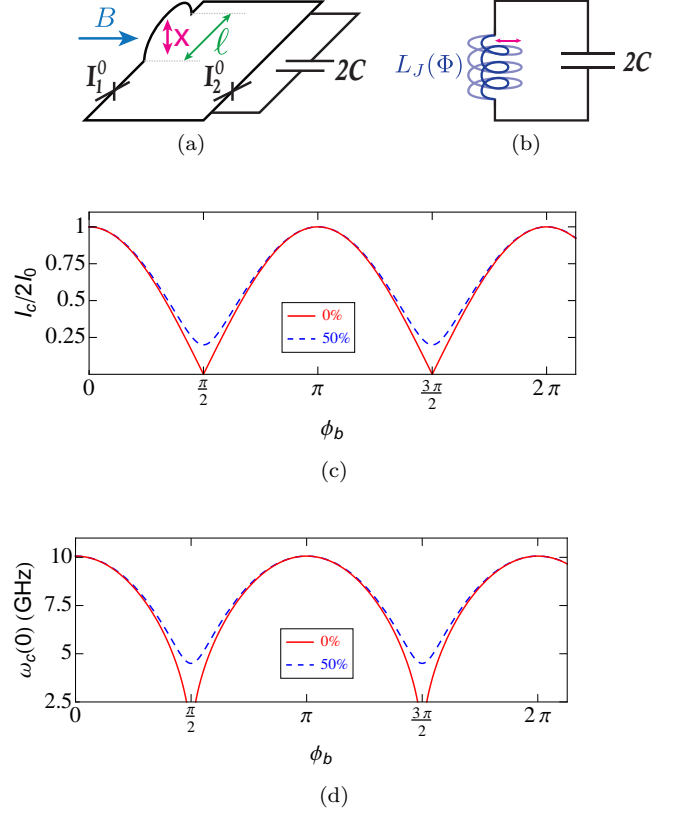 B
x
ℓ
I₁⁰
I₂⁰
2C
(a)
L_J(Φ)
2C
(b)
I_c/2I_0
1
0.75
0.5
0.25
0%
50%
0 π/2 π 3π/2 2π
ϕ_b
(c)
ω_c(0) (GHz)
10
7.5
5
2.5
0%
50%
0 π/2 π 3π/2 2π
ϕ_b
(d)